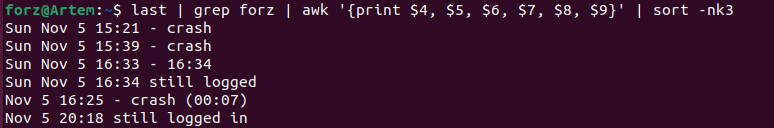 forz@Artem:~$ last | grep forz | awk '{print $4, $5, $6, $7, $8, $9}' | sort -nk3
Sun Nov 5 15:21 - crash
Sun Nov 5 15:39 - crash
Sun Nov 5 16:33 - 16:34
Sun Nov 5 16:34 still logged
Nov 5 16:25 - crash (00:07)
Nov 5 20:18 still logged in